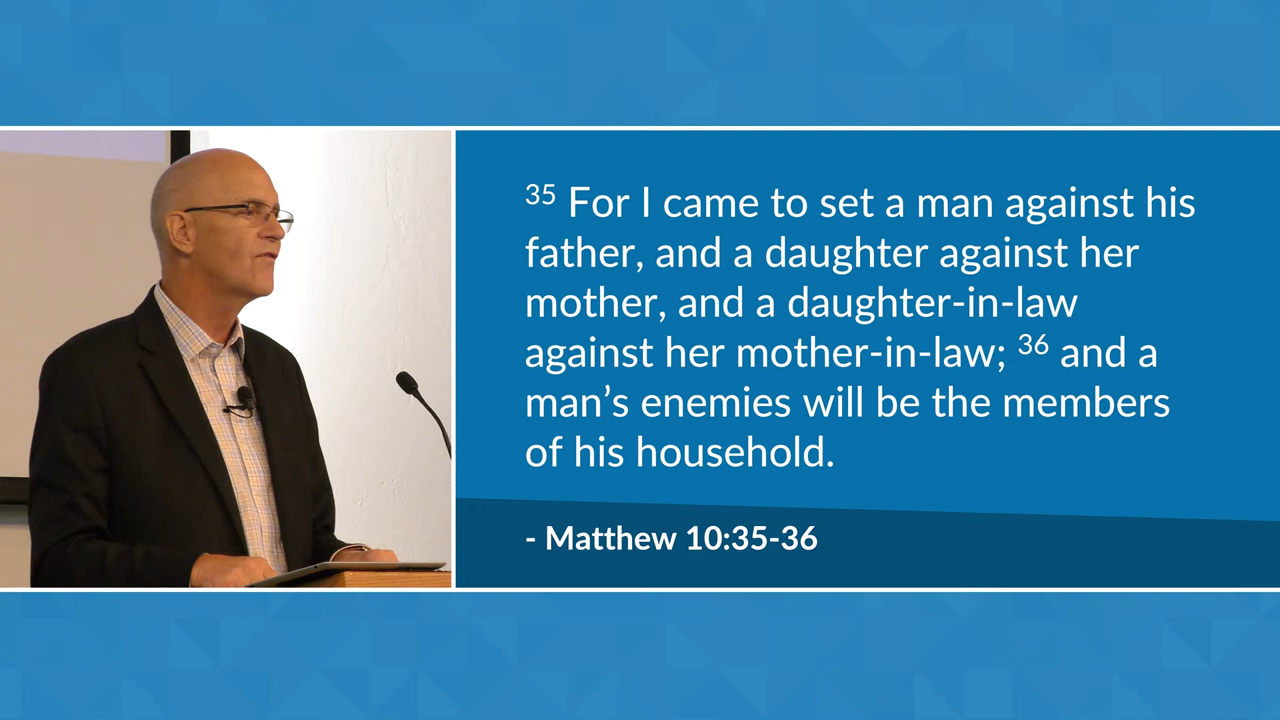 ³⁵ For I came to set a man against his
father, and a daughter against her
mother, and a daughter-in-law
against her mother-in-law; ³⁶ and a
man’s enemies will be the members
of his household.
- Matthew 10:35-36